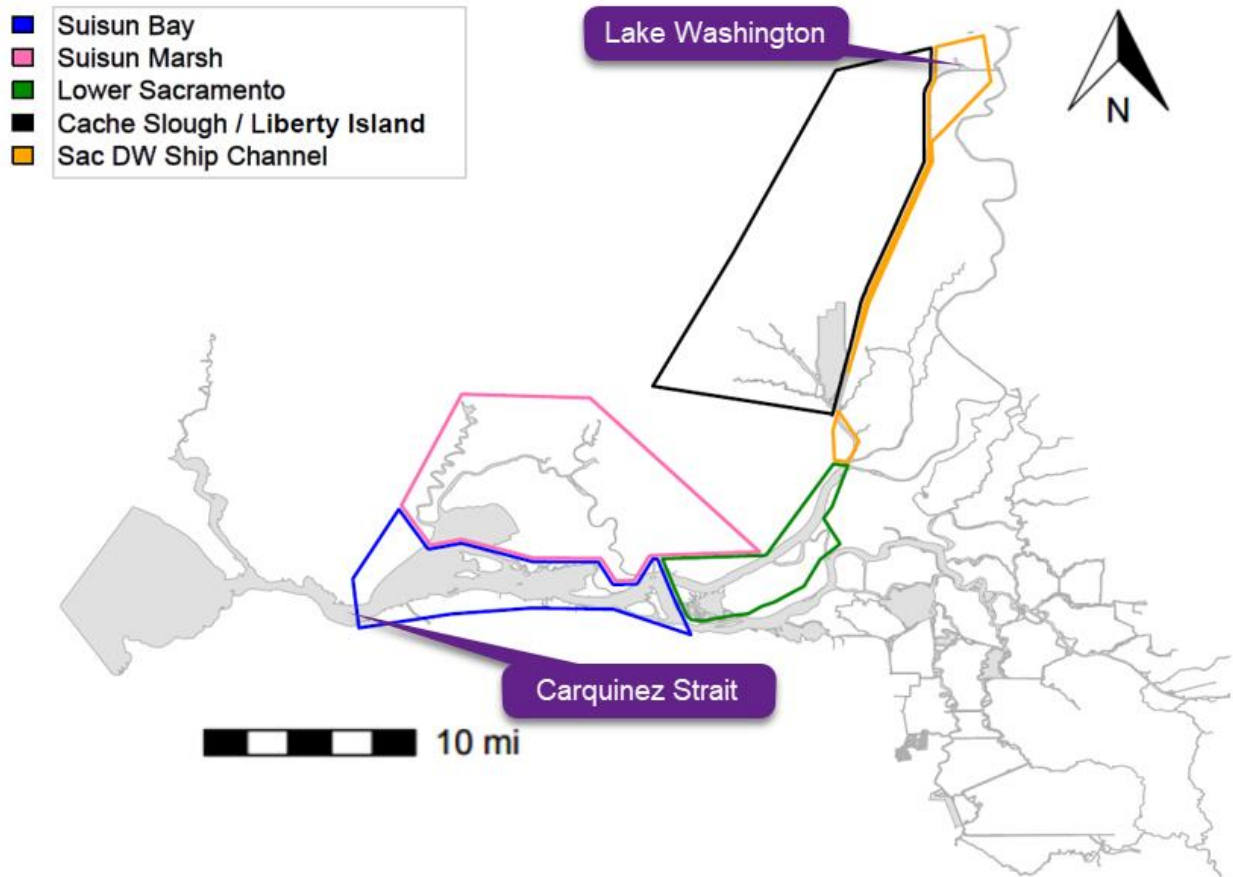 Suisun Bay
Suisun Marsh
Lower Sacramento
Cache Slough / Liberty Island
Sac DW Ship Channel
Lake Washington
N
Carquinez Strait
10 mi